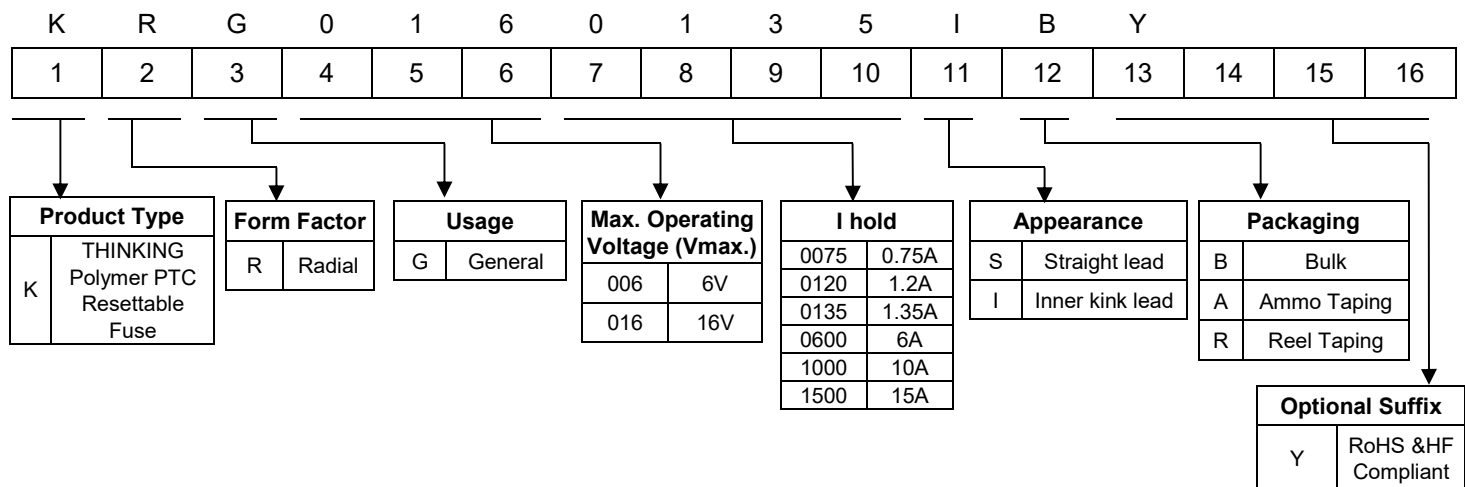 K R G 0 1 6 0 1 3 5 I B Y
1 2 3 4 5 6 7 8 9 10 11 12 13 14 15 16
Product Type
K THINKING
Polymer PTC
Resettable
Fuse
Form Factor
R Radial
Usage
G General
Max. Operating
Voltage (Vmax.)
006 6V
016 16V
I hold
0075 0.75A
0120 1.2A
0135 1.35A
0600 6A
1000 10A
1500 15A
Appearance
S Straight lead
I Inner kink lead
Packaging
B Bulk
A Ammo Taping
R Reel Taping
Optional Suffix
Y RoHS &HF
Compliant